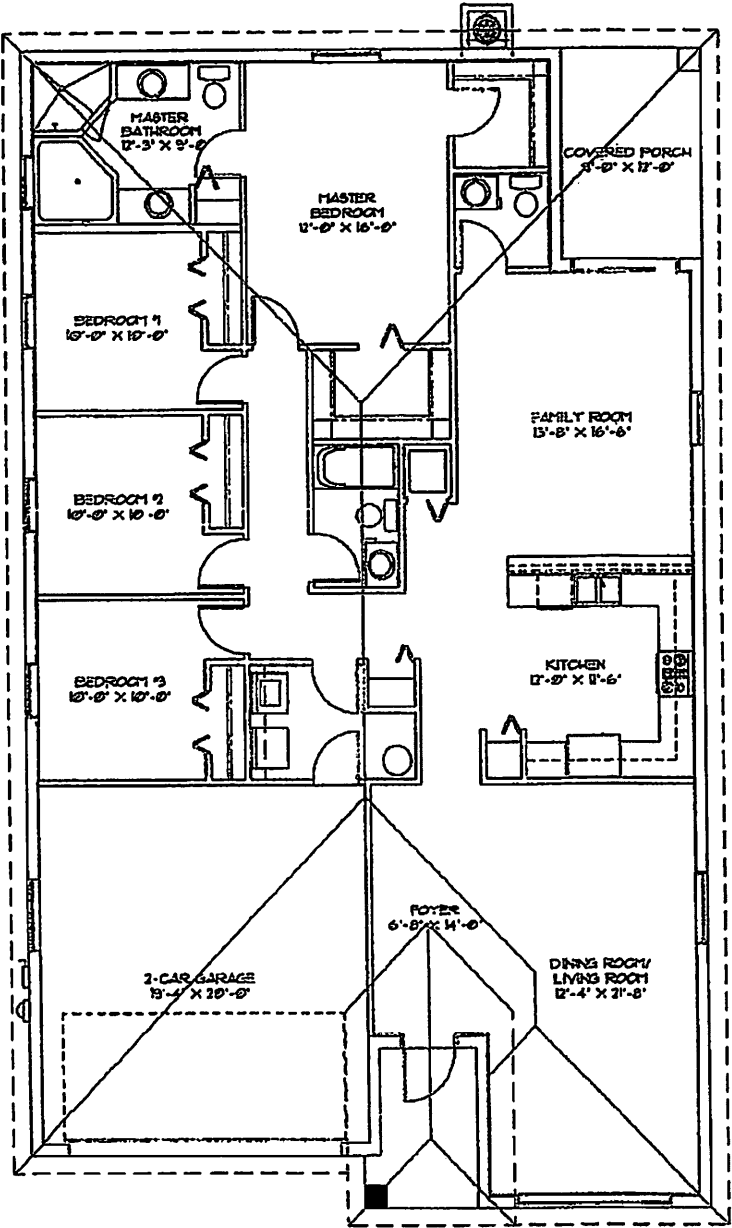 MASTER
BATHROOM
12'-3" X 9'-0
MASTER
BEDROOM
12'-0" X 16'-0"
COVERED PORCH
12'-0"
BEDROOM #1
10'-0" X 10'-0"
FAMILY ROOM
13'-8" X 16'-6"
BEDROOM #2
10'-0" X 10'-0"
KITCHEN
12'-0" X 11'-6"
BEDROOM #3
10'-0" X 10'-0"
FOYER
6'-8" X 14'-0"
DINING ROOM/
LIVING ROOM
12'-4" X 21'-8"
2-CAR GARAGE
19'-4" X 20'-0"